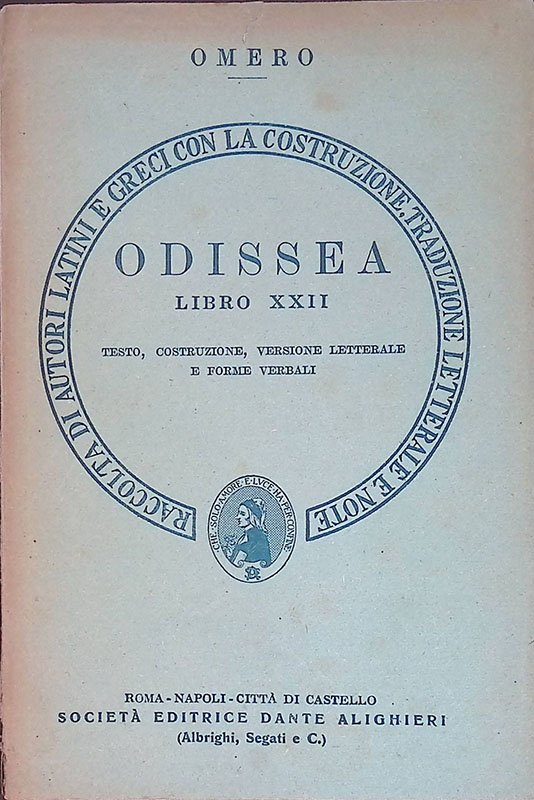 OMERO
RACCOLTA DI AUTORI LATINI E GRECI CON LA COSTRUZIONE, TRADUZIONE LETTERALE E NOTE
ODISSEA
LIBRO XXII
TESTO, COSTRUZIONE, VERSIONE LETTERALE
E FORME VERBALI
CHE·SOLO·AMORE·E·LVCE·HA·PER·CONFINE
ROMA - NAPOLI - CITTÀ DI CASTELLO
SOCIETÀ EDITRICE DANTE ALIGHIERI
(Albrighi, Segati e C.)